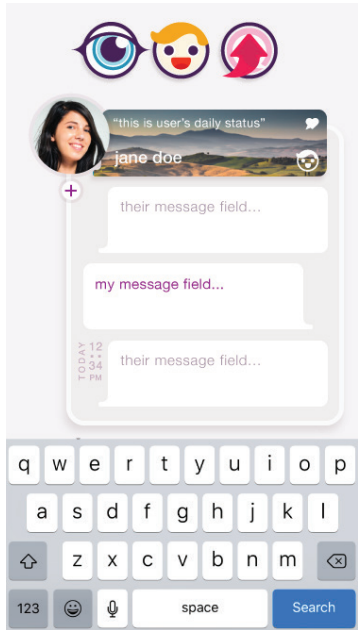 “this is user’s daily status”
jane doe
their message field...
my message field...
TODAY
12
34
PM
their message field...
q w e r t y u i o p
a s d f g h j k l
z x c v b n m
123
space
Search